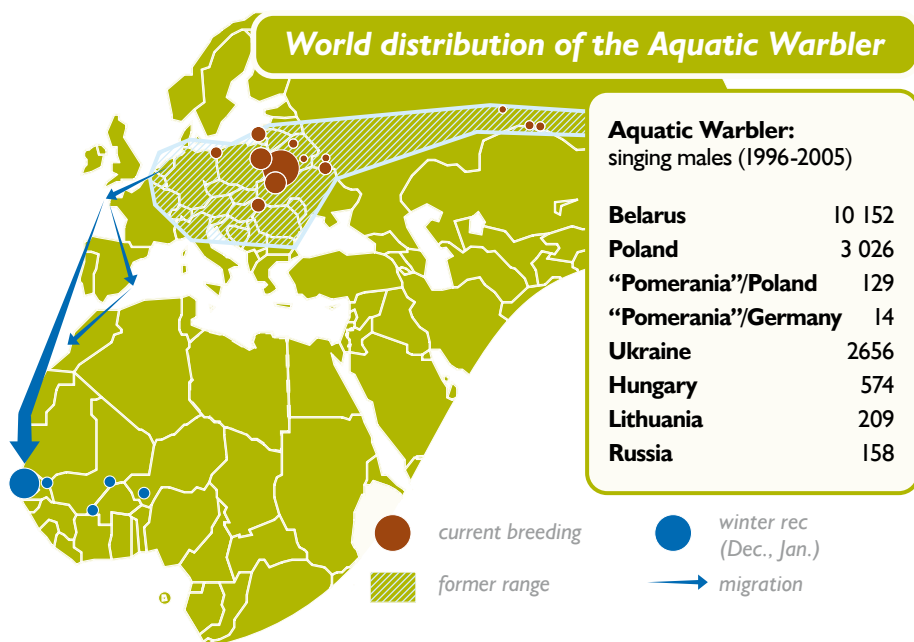 World distribution of the Aquatic Warbler
Aquatic Warbler:
singing males (1996-2005)
Belarus 10 152
Poland 3 026
“Pomerania”/Poland 129
“Pomerania”/Germany 14
Ukraine 2656
Hungary 574
Lithuania 209
Russia 158
current breeding
winter rec
(Dec., Jan.)
former range
migration